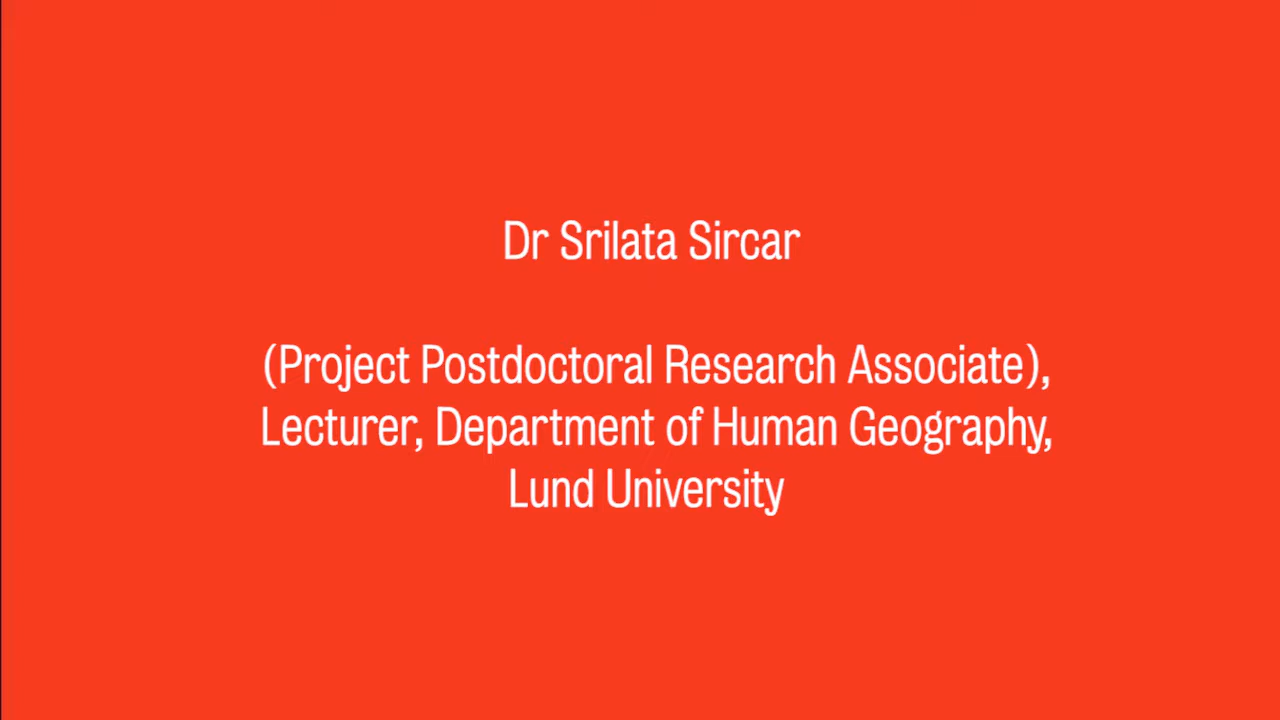 Dr Srilata Sircar
(Project Postdoctoral Research Associate),
Lecturer, Department of Human Geography,
Lund University